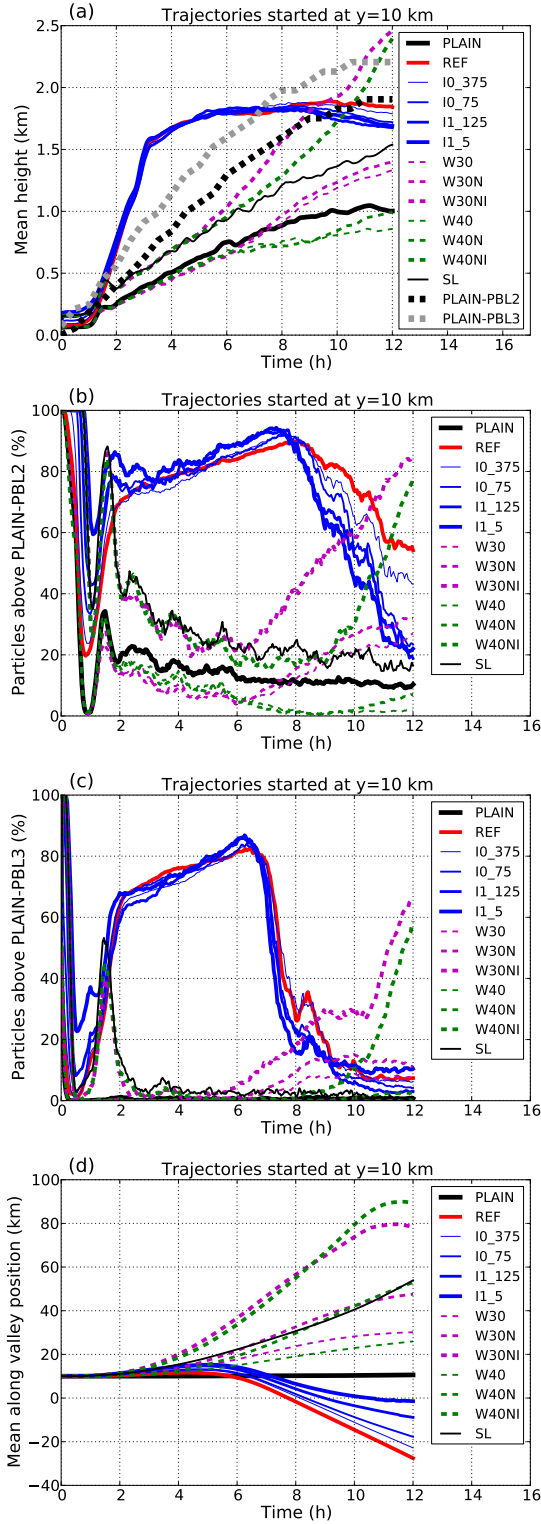 (a) Trajectories started at y=10 km
Mean height (km)
2.5
2.0
1.5
1.0
0.5
0.0
PLAIN
REF
I0_375
I0_75
I1_125
I1_5
W30
W30N
W30NI
W40
W40N
W40NI
SL
PLAIN-PBL2
PLAIN-PBL3
0 2 4 6 8 10 12 14 16
Time (h)
(b) Trajectories started at y=10 km
Particles above PLAIN-PBL2 (%)
100
80
60
40
20
0
PLAIN
REF
I0_375
I0_75
I1_125
I1_5
W30
W30N
W30NI
W40
W40N
W40NI
SL
0 2 4 6 8 10 12 14 16
Time (h)
(c) Trajectories started at y=10 km
Particles above PLAIN-PBL3 (%)
100
80
60
40
20
0
PLAIN
REF
I0_375
I0_75
I1_125
I1_5
W30
W30N
W30NI
W40
W40N
W40NI
SL
0 2 4 6 8 10 12 14 16
Time (h)
(d) Trajectories started at y=10 km
Mean along valley position (km)
100
80
60
40
20
0
−20
−40
PLAIN
REF
I0_375
I0_75
I1_125
I1_5
W30
W30N
W30NI
W40
W40N
W40NI
SL
0 2 4 6 8 10 12 14 16
Time (h)